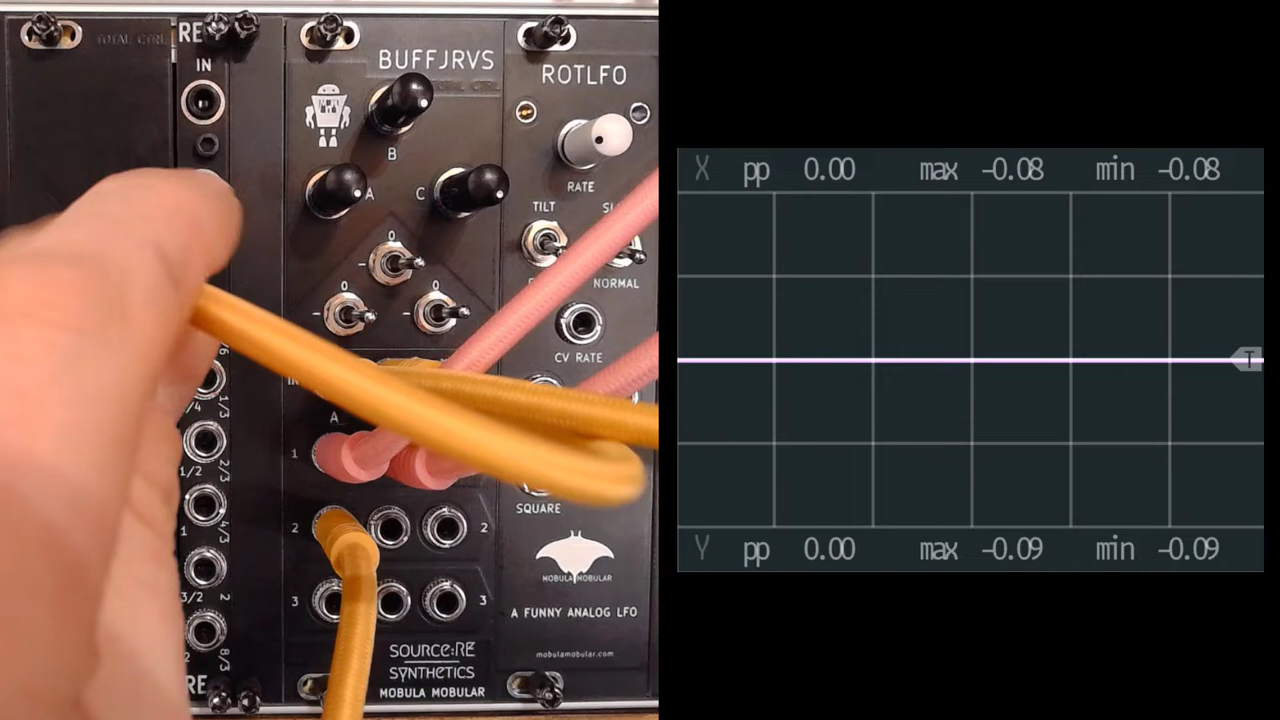 TOTAL CTRL
RE
IN
BUFFJRVS
B
A
C
0
0
0
ROTLFO
RATE
TILT
NORMAL
CV RATE
6
/4
1/3
1/2
2/3
1
4/3
3/2
2
8/3
RE
A
1
2
2
3
3
SQUARE
MOBULA MOBULAR
A FUNNY ANALOG LFO
mobulamobular.com
SOURCE:RE
SYNTHETICS
MOBULA MOBULAR
X pp 0.00 max -0.08 min -0.08
T
Y pp 0.00 max -0.09 min -0.09